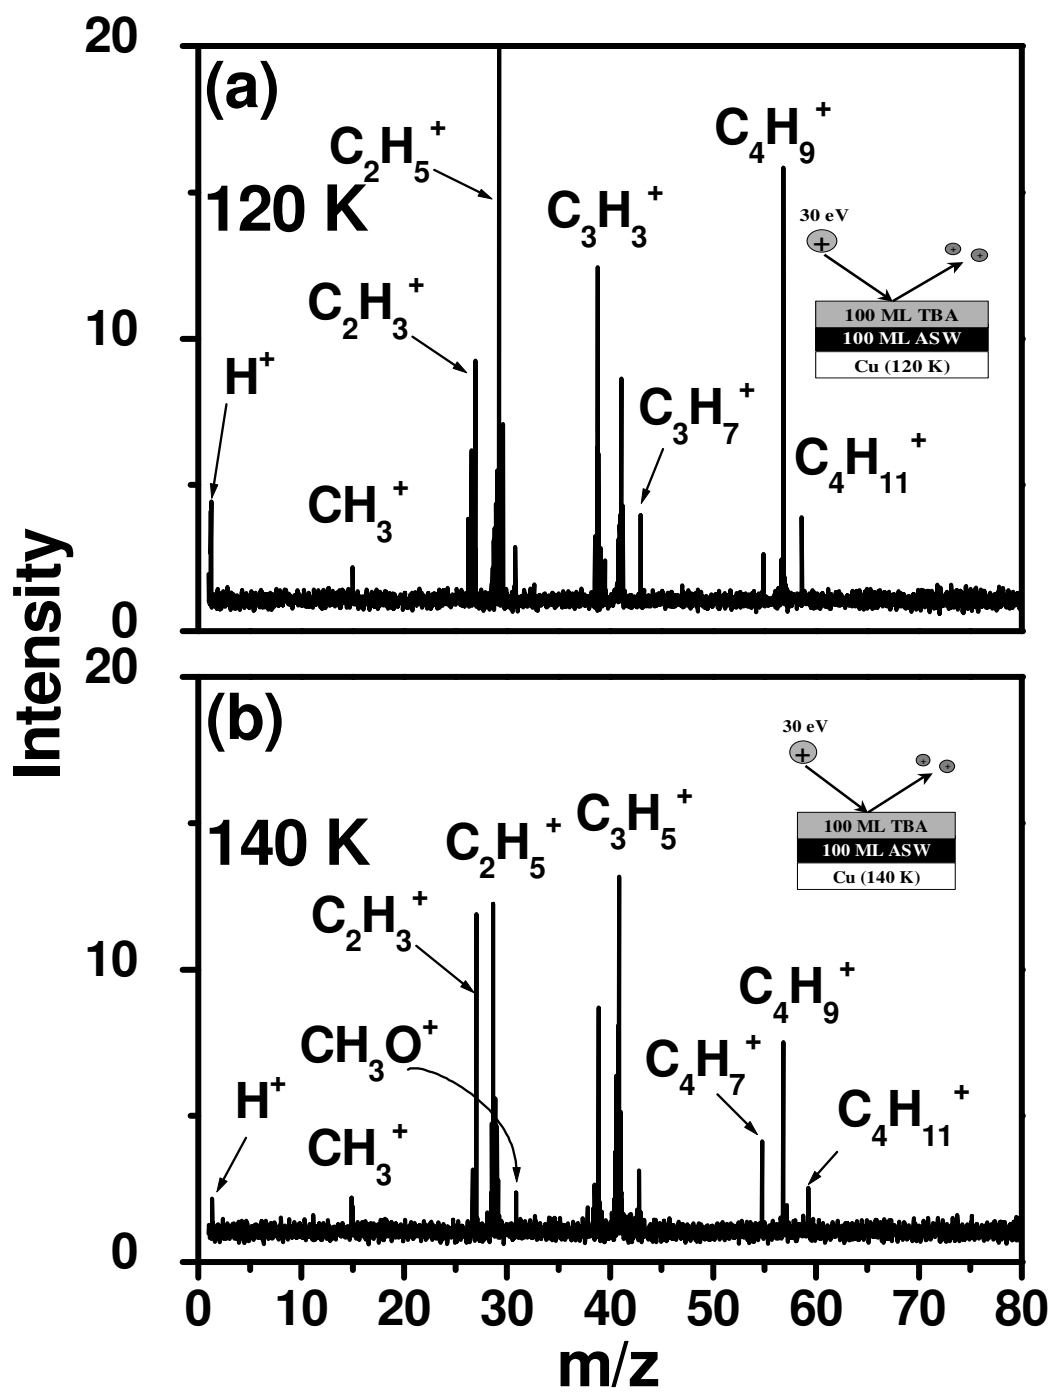 Intensity
20
(a)
C2H5+
C4H9+
120 K
C3H3+
30 eV
+
+ +
C2H3+
100 ML TBA
10
100 ML ASW
Cu (120 K)
H+
C3H7+
C4H11+
CH3+
0
20
(b)
30 eV
+
+ +
C3H5+
140 K
C2H5+
100 ML TBA
100 ML ASW
Cu (140 K)
C2H3+
10
C4H9+
CH3O+
C4H7+
H+
C4H11+
CH3+
0
0 10 20 30 40 50 60 70 80
m/z